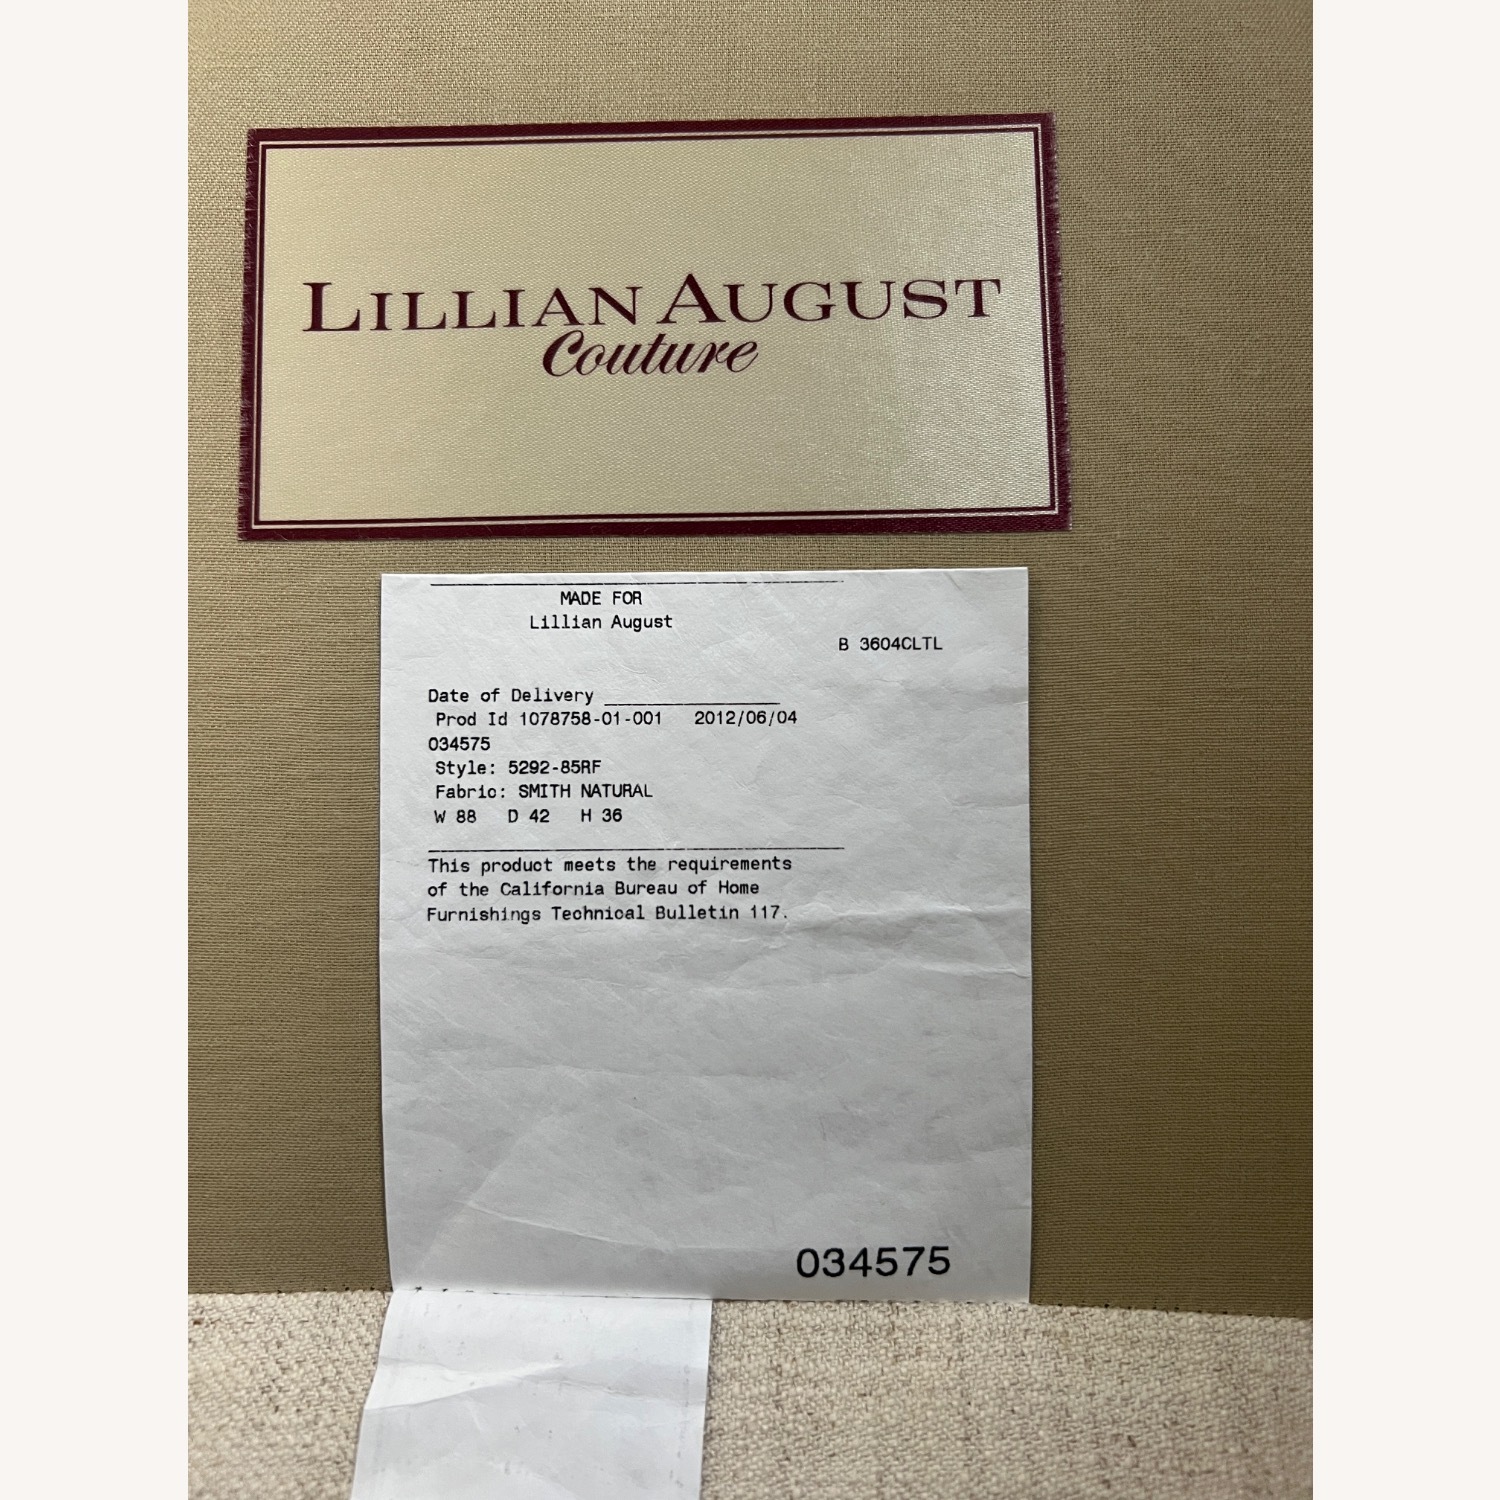 LILLIAN AUGUST
Couture
MADE FOR
Lillian August
B 3604CLTL
Date of Delivery
Prod Id 1078758-01-001 2012/06/04
034575
Style: 5292-85RF
Fabric: SMITH NATURAL
W 88 D 42 H 36
This product meets the requirements
of the California Bureau of Home
Furnishings Technical Bulletin 117.
034575